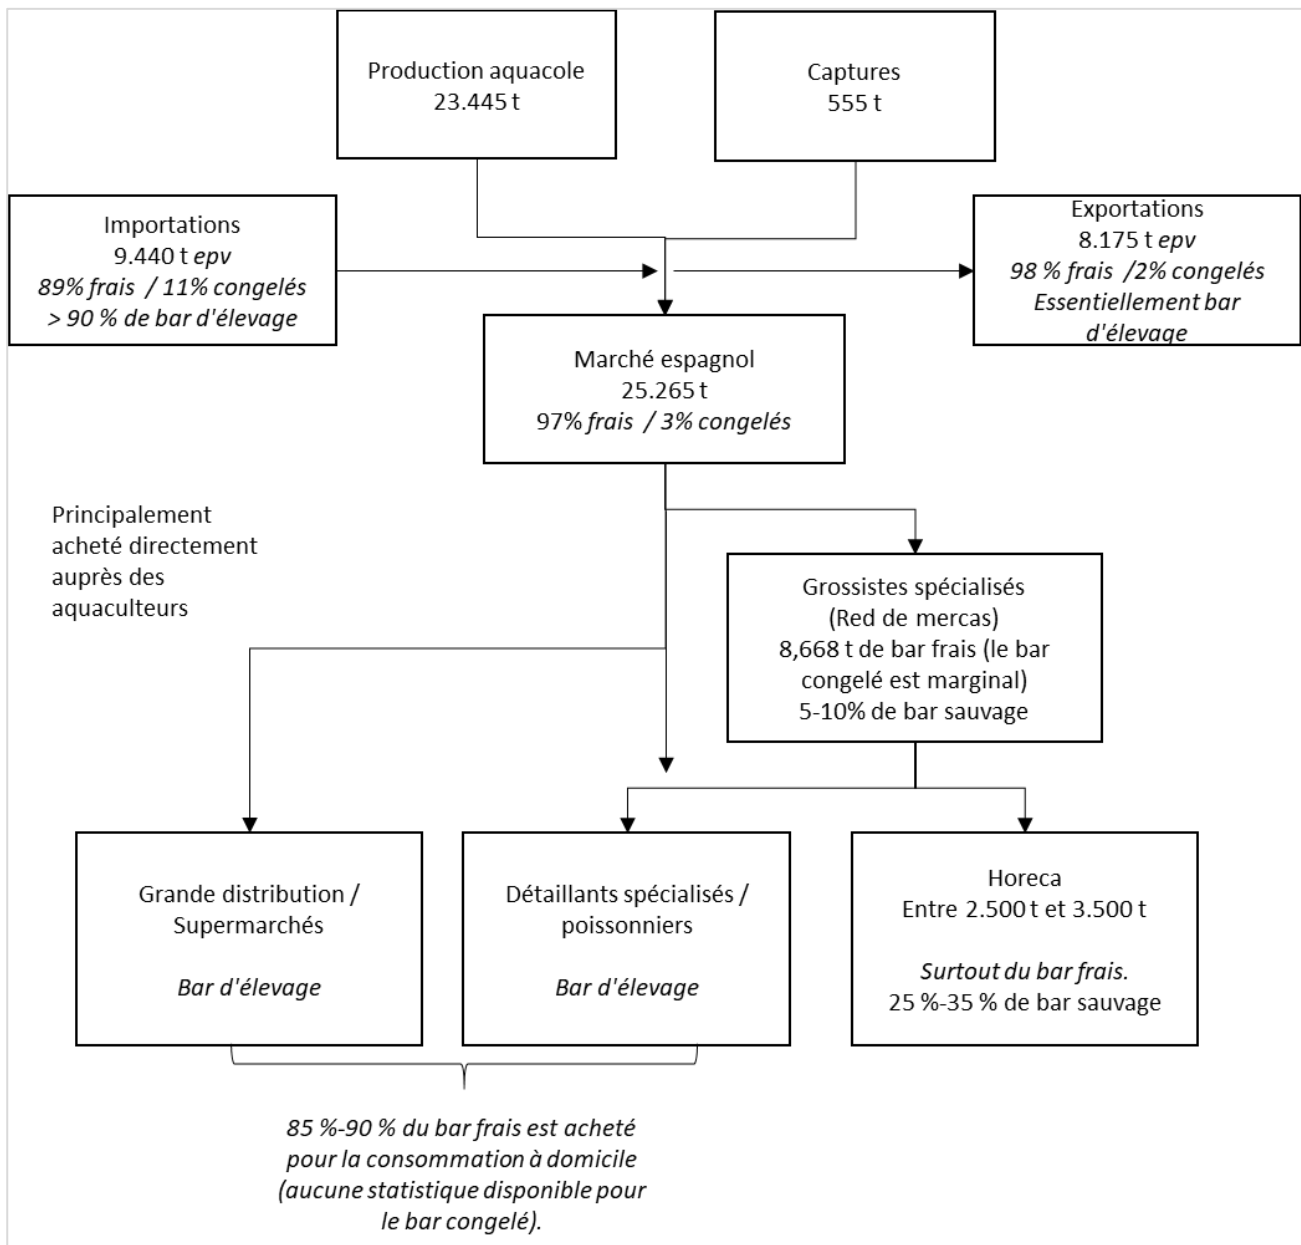 Production aquacole
23.445 t
Captures
555 t
Importations
9.440 t epv
89% frais / 11% congelés
> 90 % de bar d'élevage
Exportations
8.175 t epv
98 % frais /2% congelés
Essentiellement bar
d'élevage
Marché espagnol
25.265 t
97% frais / 3% congelés
Principalement
acheté directement
auprès des
aquaculteurs
Grossistes spécialisés
(Red de mercas)
8,668 t de bar frais (le bar
congelé est marginal)
5-10% de bar sauvage
Grande distribution /
Supermarchés
Bar d'élevage
Détaillants spécialisés /
poissonniers
Bar d'élevage
Horeca
Entre 2.500 t et 3.500 t
Surtout du bar frais.
25 %-35 % de bar sauvage
85 %-90 % du bar frais est acheté
pour la consommation à domicile
(aucune statistique disponible pour
le bar congelé).